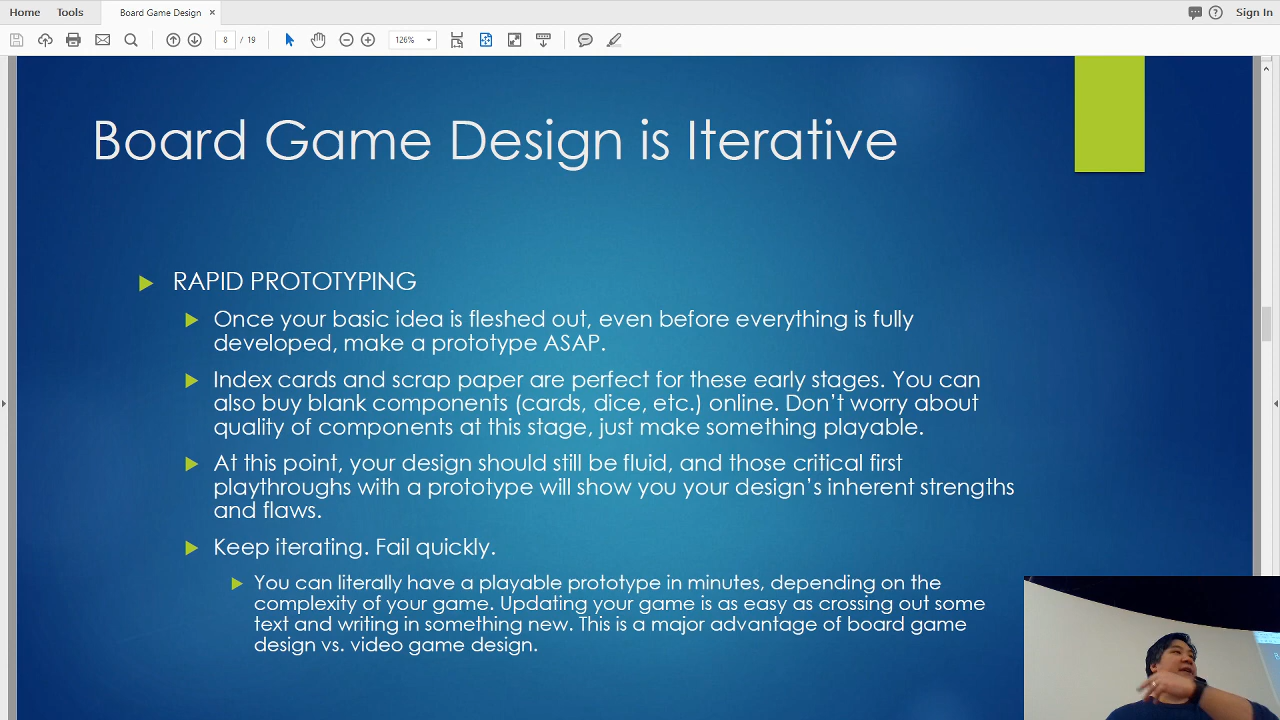 Home Tools Board Game Design × Sign In
8 / 19 126%
Board Game Design is Iterative
RAPID PROTOTYPING
Once your basic idea is fleshed out, even before everything is fully
developed, make a prototype ASAP.
Index cards and scrap paper are perfect for these early stages. You can
also buy blank components (cards, dice, etc.) online. Don’t worry about
quality of components at this stage, just make something playable.
At this point, your design should still be fluid, and those critical first
playthroughs with a prototype will show you your design’s inherent strengths
and flaws.
Keep iterating. Fail quickly.
You can literally have a playable prototype in minutes, depending on the
complexity of your game. Updating your game is as easy as crossing out some
text and writing in something new. This is a major advantage of board game
design vs. video game design.